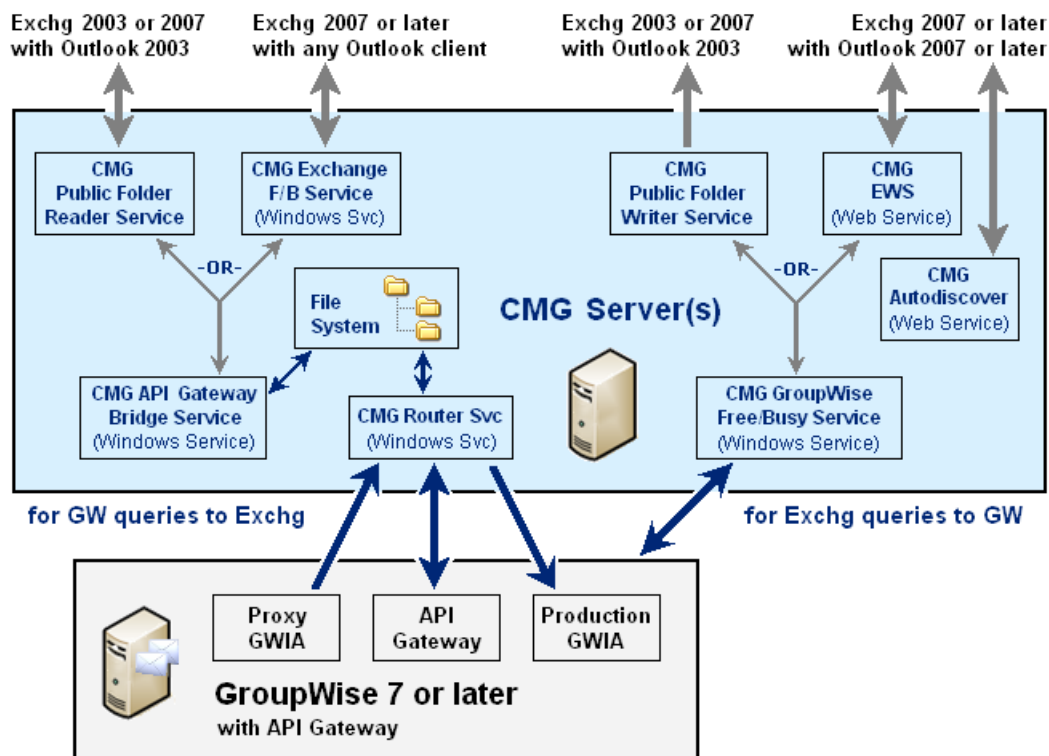 Exchg 2003 or 2007
with Outlook 2003
Exchg 2007 or later
with any Outlook client
Exchg 2003 or 2007
with Outlook 2003
Exchg 2007 or later
with Outlook 2007 or later
CMG
Public Folder
Reader Service
CMG Exchange
F/B Service
(Windows Svc)
CMG
Public Folder
Writer Service
CMG
EWS
(Web Service)
-OR-
-OR-
CMG
Autodiscover
(Web Service)
File
System
CMG Server(s)
CMG API Gateway
Bridge Service
(Windows Service)
CMG Router Svc
(Windows Svc)
CMG GroupWise
Free/Busy Service
(Windows Service)
for GW queries to Exchg
for Exchg queries to GW
Proxy
GWIA
API
Gateway
Production
GWIA
GroupWise 7 or later
with API Gateway